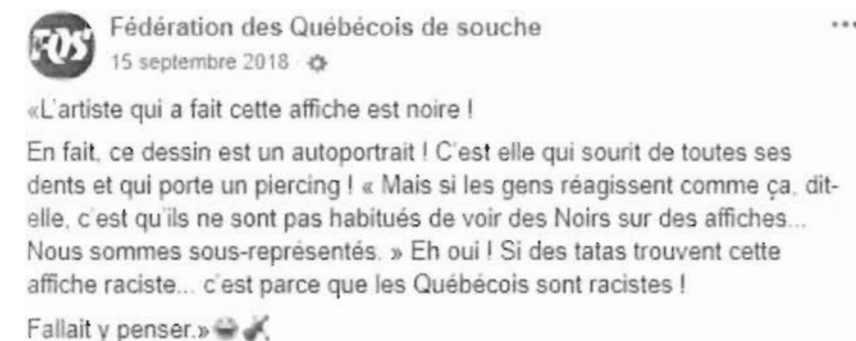 FQS
Fédération des Québécois de souche
15 septembre 2018
«L'artiste qui a fait cette affiche est noire !
En fait, ce dessin est un autoportrait ! C'est elle qui sourit de toutes ses
dents et qui porte un piercing ! « Mais si les gens réagissent comme ça, dit-
elle, c'est qu'ils ne sont pas habitués de voir des Noirs sur des affiches...
Nous sommes sous-représentés. » Eh oui ! Si des tatas trouvent cette
affiche raciste... c'est parce que les Québécois sont racistes !
Fallait y penser.»